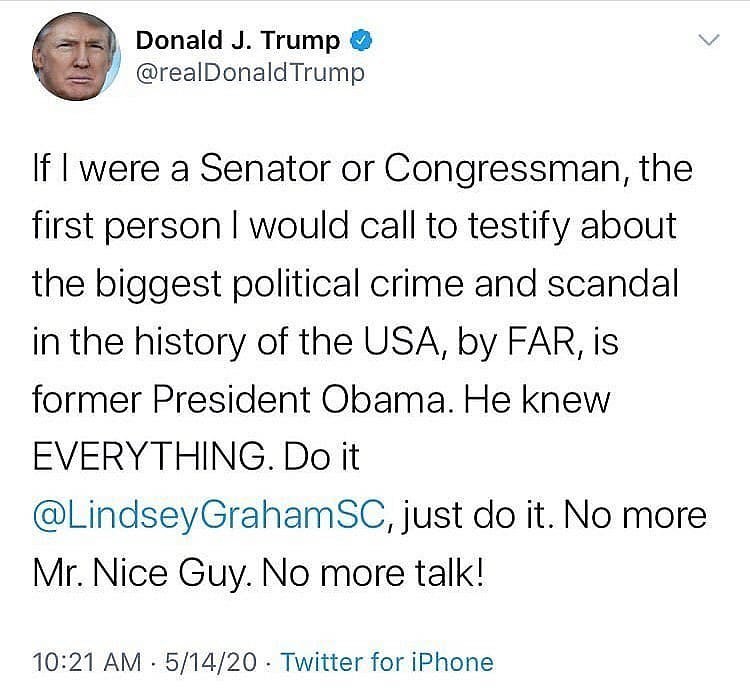 Donald J. Trump
@realDonaldTrump
If I were a Senator or Congressman, the
first person I would call to testify about
the biggest political crime and scandal
in the history of the USA, by FAR, is
former President Obama. He knew
EVERYTHING. Do it
@LindseyGrahamSC, just do it. No more
Mr. Nice Guy. No more talk!
10:21 AM · 5/14/20 · Twitter for iPhone